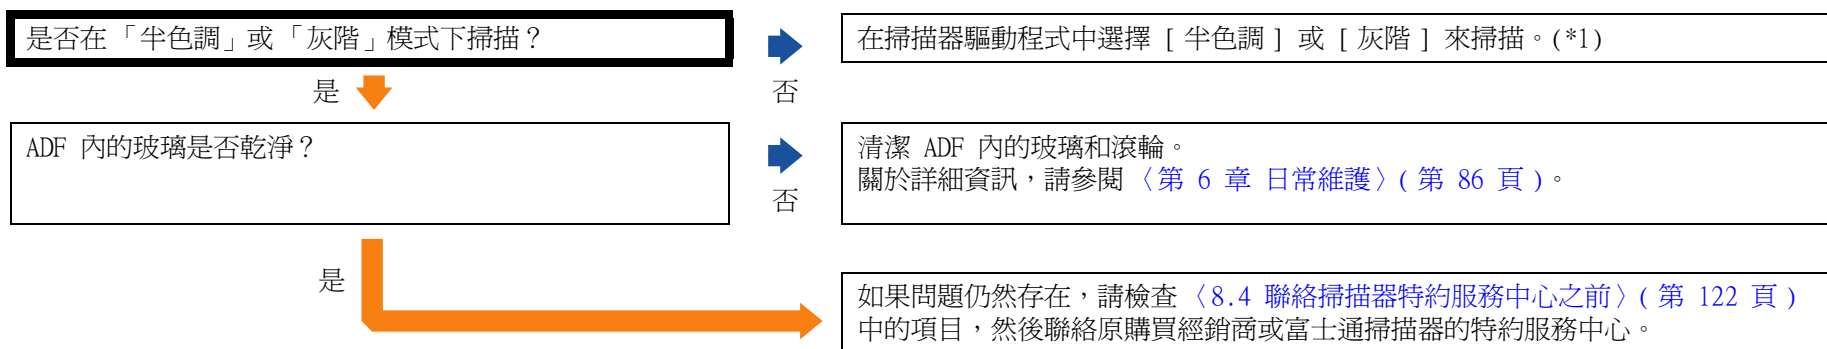 是否在「半色調」或「灰階」模式下掃描？
在掃描器驅動程式中選擇 [ 半色調 ] 或 [ 灰階 ] 來掃描。(*1)
是
否
ADF 內的玻璃是否乾淨？
清潔 ADF 內的玻璃和滾輪。
關於詳細資訊，請參閱〈第 6 章 日常維護〉( 第 86 頁 )。
否
是
如果問題仍然存在，請檢查〈8.4 聯絡掃描器特約服務中心之前〉( 第 122 頁 )
中的項目，然後聯絡原購買經銷商或富士通掃描器的特約服務中心。